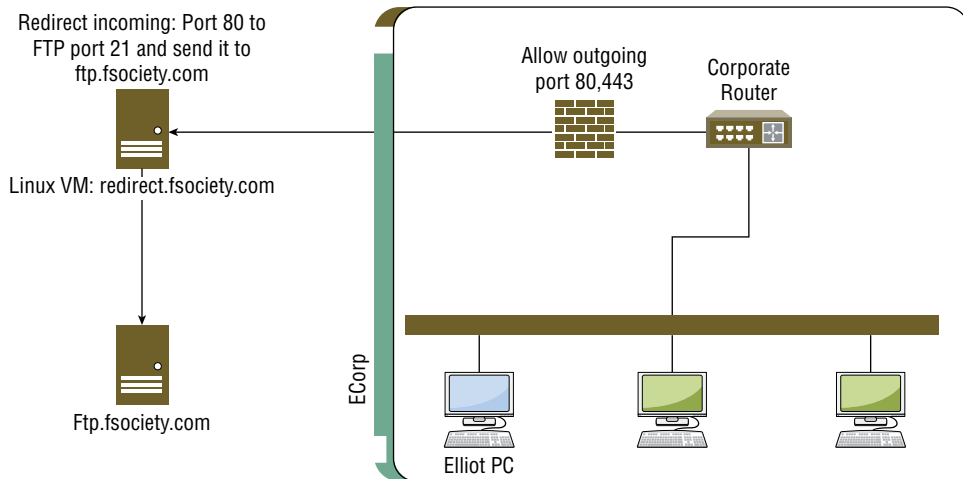 Redirect incoming: Port 80 to
FTP port 21 and send it to
ftp.fsociety.com
Allow outgoing
port 80,443
Corporate
Router
Linux VM: redirect.fsociety.com
Ftp.fsociety.com
ECorp
Elliot PC